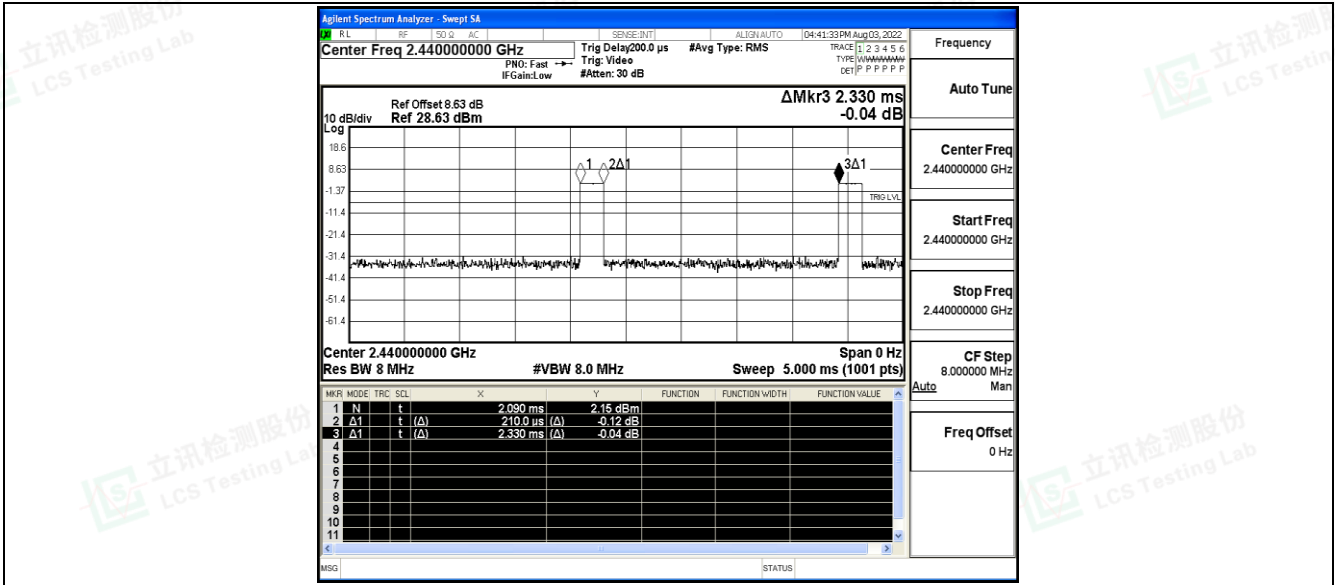 Agilent Spectrum Analyzer - Swept SA
RL RF 50 Ω AC SENSE:INT ALIGNAUTO 04:41:33 PM Aug 03, 2022
Center Freq 2.440000000 GHz
PNO: Fast
IFGain:Low
Trig Delay200.0 µs
Trig: Video
#Atten: 30 dB
#Avg Type: RMS
TRACE 1 2 3 4 5 6
TYPE WWWWWW
DET P P P P P P
ΔMkr3 2.330 ms
-0.04 dB
Ref Offset 8.63 dB
Ref 28.63 dBm
10 dB/div
Log
18.6
8.63
-1.37
-11.4
-21.4
-31.4
-41.4
-51.4
-61.4
1 2Δ1 3Δ1
TRIG LVL
Center 2.440000000 GHz Span 0 Hz
Res BW 8 MHz #VBW 8.0 MHz Sweep 5.000 ms (1001 pts)
MKR MODE TRC SCL X Y FUNCTION FUNCTION WIDTH FUNCTION VALUE
1 N t 2.090 ms 2.15 dBm
2 Δ1 t (Δ) 210.0 µs (Δ) -0.12 dB
3 Δ1 t (Δ) 2.330 ms (Δ) -0.04 dB
4
5
6
7
8
9
10
11
MSG STATUS
Frequency
Auto Tune
Center Freq
2.440000000 GHz
Start Freq
2.440000000 GHz
Stop Freq
2.440000000 GHz
CF Step
8.000000 MHz
Auto Man
Freq Offset
0 Hz
立讯检测股份
LCS Testing Lab
立讯检测股
LCS Testin
立讯检测股份
LCS Testing La
立讯检测股份
LCS Testing Lab